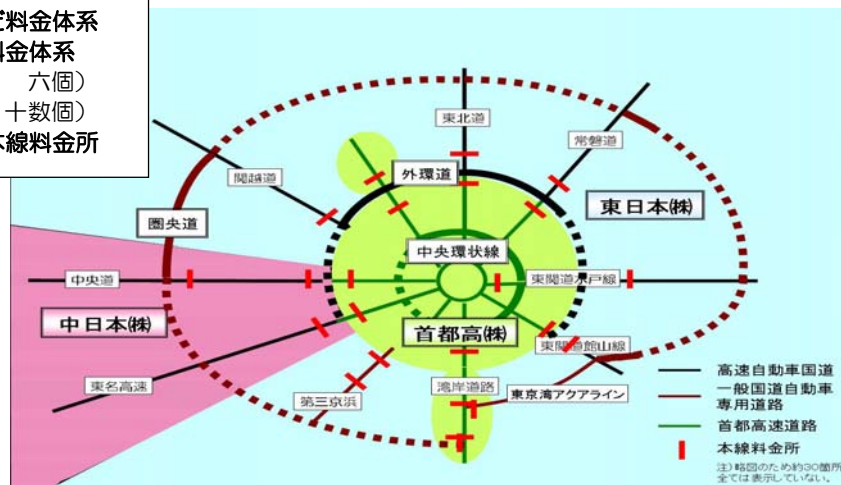 料金体系
料金体系
六個）
十数個）
本線料金所
東北道
常磐道
関越道
外環道
東日本(株)
圏央道
中央環状線
中央道
東関道水戸線
中日本(株)
首都高(株)
東関道館山線
東名高速
第三京浜
湾岸道路
東京湾アクアライン
高速自動車国道
一般国道自動車
専用道路
首都高速道路
本線料金所
注）略図のため約30箇所
全ては表示していない。